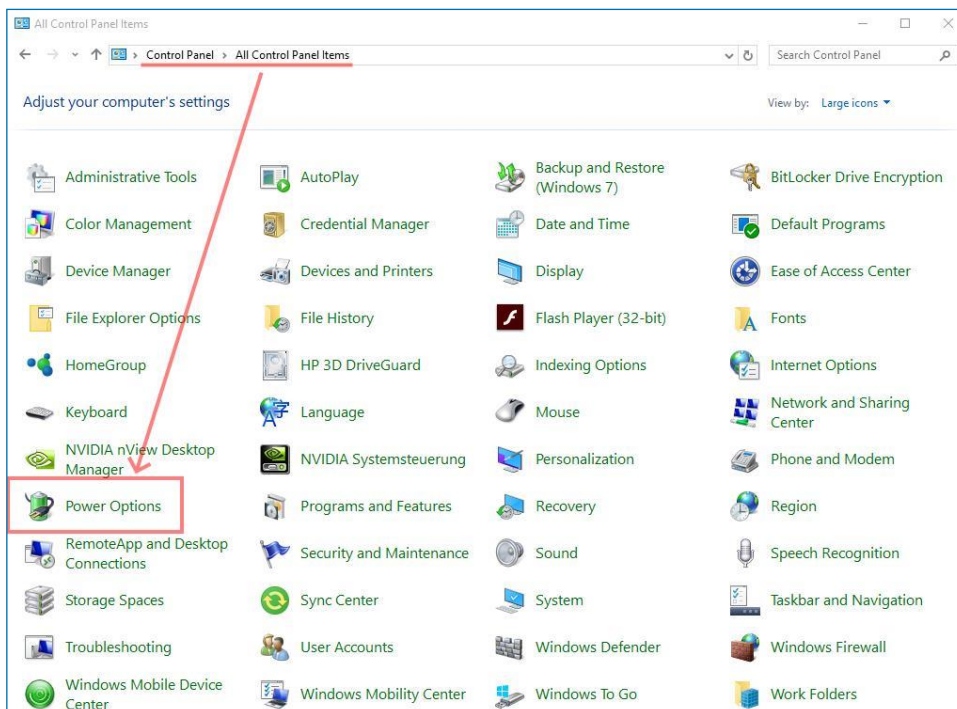 All Control Panel Items
Control Panel > All Control Panel Items
Search Control Panel
Adjust your computer's settings
View by: Large icons
Administrative Tools
AutoPlay
Backup and Restore
(Windows 7)
BitLocker Drive Encryption
Color Management
Credential Manager
Date and Time
Default Programs
Device Manager
Devices and Printers
Display
Ease of Access Center
File Explorer Options
File History
Flash Player (32-bit)
Fonts
HomeGroup
HP 3D DriveGuard
Indexing Options
Internet Options
Keyboard
Language
Mouse
Network and Sharing
Center
NVIDIA nView Desktop
Manager
NVIDIA Systemsteuerung
Personalization
Phone and Modem
Power Options
Programs and Features
Recovery
Region
RemoteApp and Desktop
Connections
Security and Maintenance
Sound
Speech Recognition
Storage Spaces
Sync Center
System
Taskbar and Navigation
Troubleshooting
User Accounts
Windows Defender
Windows Firewall
Windows Mobile Device
Center
Windows Mobility Center
Windows To Go
Work Folders